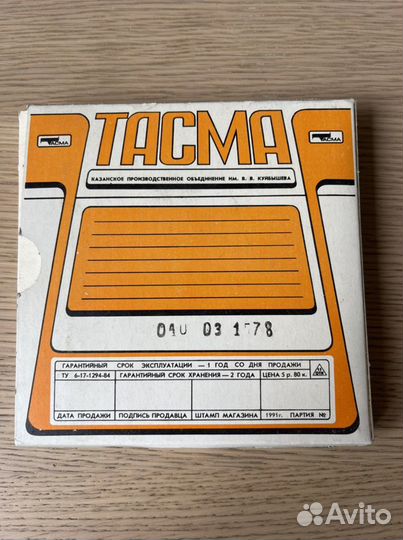 ТАСМА
ТАСМА
ТАСМА
КАЗАНСКОЕ ПРОИЗВОДСТВЕННОЕ ОБЪЕДИНЕНИЕ ИМ. В. В. КУЙБЫШЕВА
03
ГАРАНТИЙНЫЙ СРОК ЭКСПЛУАТАЦИИ — 1 ГОД СО ДНЯ ПРОДАЖИ
ТУ 6-17-1294-84 ГАРАНТИЙНЫЙ СРОК ХРАНЕНИЯ — 2 ГОДА ЦЕНА 5 р. 80 к.
ДАТА ПРОДАЖИ ПОДПИСЬ ПРОДАВЦА ШТАМП МАГАЗИНА 1991г. ПАРТИЯ №
Avito